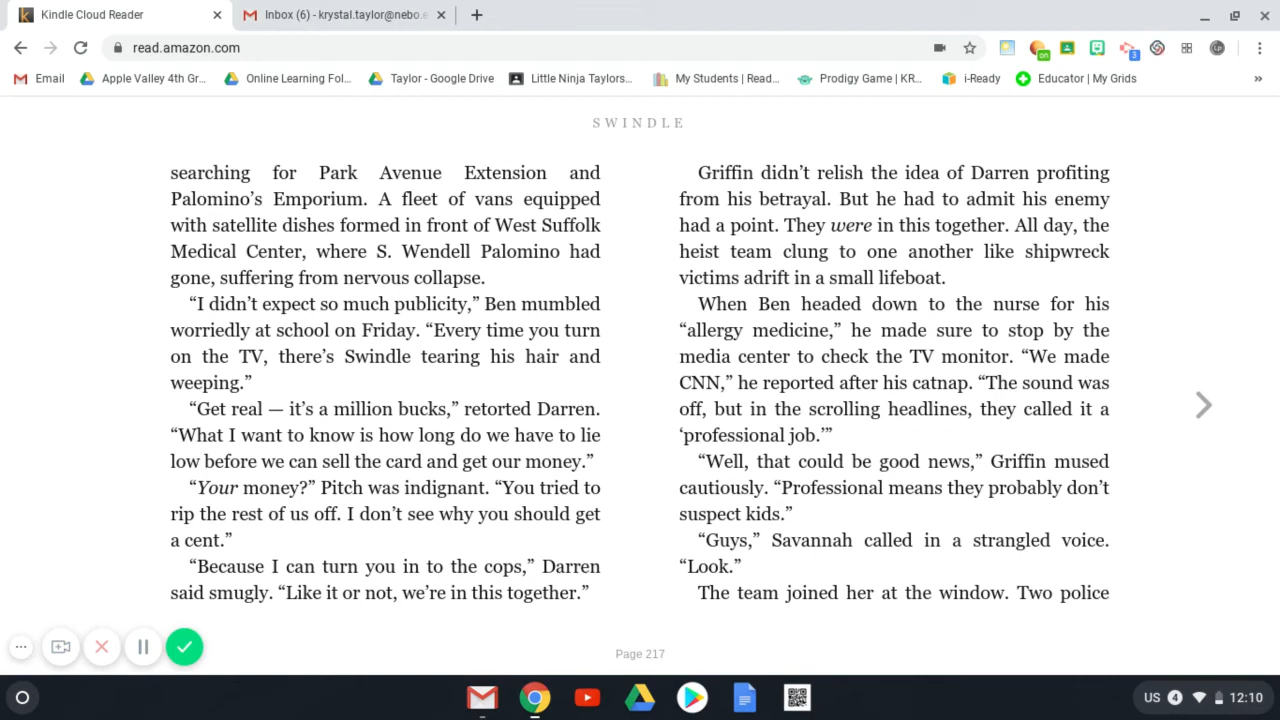 Kindle Cloud Reader
Inbox (6) - krystal.taylor@nebo.e
read.amazon.com
on
3
LP
Email
Apple Valley 4th Gr...
Online Learning Fol...
Taylor - Google Drive
Little Ninja Taylors...
My Students | Read...
Prodigy Game | KR...
i-Ready
Educator | My Grids
»
SWINDLE
searching for Park Avenue Extension and
Palomino’s Emporium. A fleet of vans equipped
with satellite dishes formed in front of West Suffolk
Medical Center, where S. Wendell Palomino had
gone, suffering from nervous collapse.
“I didn’t expect so much publicity,” Ben mumbled
worriedly at school on Friday. “Every time you turn
on the TV, there’s Swindle tearing his hair and
weeping.”
“Get real — it’s a million bucks,” retorted Darren.
“What I want to know is how long do we have to lie
low before we can sell the card and get our money.”
“Your money?” Pitch was indignant. “You tried to
rip the rest of us off. I don’t see why you should get
a cent.”
“Because I can turn you in to the cops,” Darren
said smugly. “Like it or not, we’re in this together.”
Griffin didn’t relish the idea of Darren profiting
from his betrayal. But he had to admit his enemy
had a point. They were in this together. All day, the
heist team clung to one another like shipwreck
victims adrift in a small lifeboat.
When Ben headed down to the nurse for his
“allergy medicine,” he made sure to stop by the
media center to check the TV monitor. “We made
CNN,” he reported after his catnap. “The sound was
off, but in the scrolling headlines, they called it a
‘professional job.’”
“Well, that could be good news,” Griffin mused
cautiously. “Professional means they probably don’t
suspect kids.”
“Guys,” Savannah called in a strangled voice.
“Look.”
The team joined her at the window. Two police
Page 217
US
4
12:10